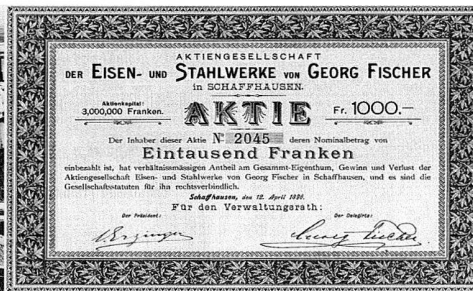 AKTIENGESELLSCHAFT
DER EISEN- UND STAHLWERKE VON GEORG FISCHER
in SCHAFFHAUSEN.
Aktienkapital:
3,000,000 Franken.
AKTIE
Fr. 1000.—
Der Inhaber dieser Aktie No 2045 deren Nominalbetrag von
Eintausend Franken
einbezahlt ist, hat verhältnissmässigen Antheil am Gesammt-Eigenthum, Gewinn und Verlust der
Aktiengesellschaft Eisen- und Stahlwerke von Georg Fischer in Schaffhausen, und es sind die
Gesellschaftsstatuten für ihn rechtsverbindlich.
Schaffhausen, den 12. April 1896.
Für den Verwaltungsrath:
Der Präsident:
Der Delegirte:
Georg Fischer